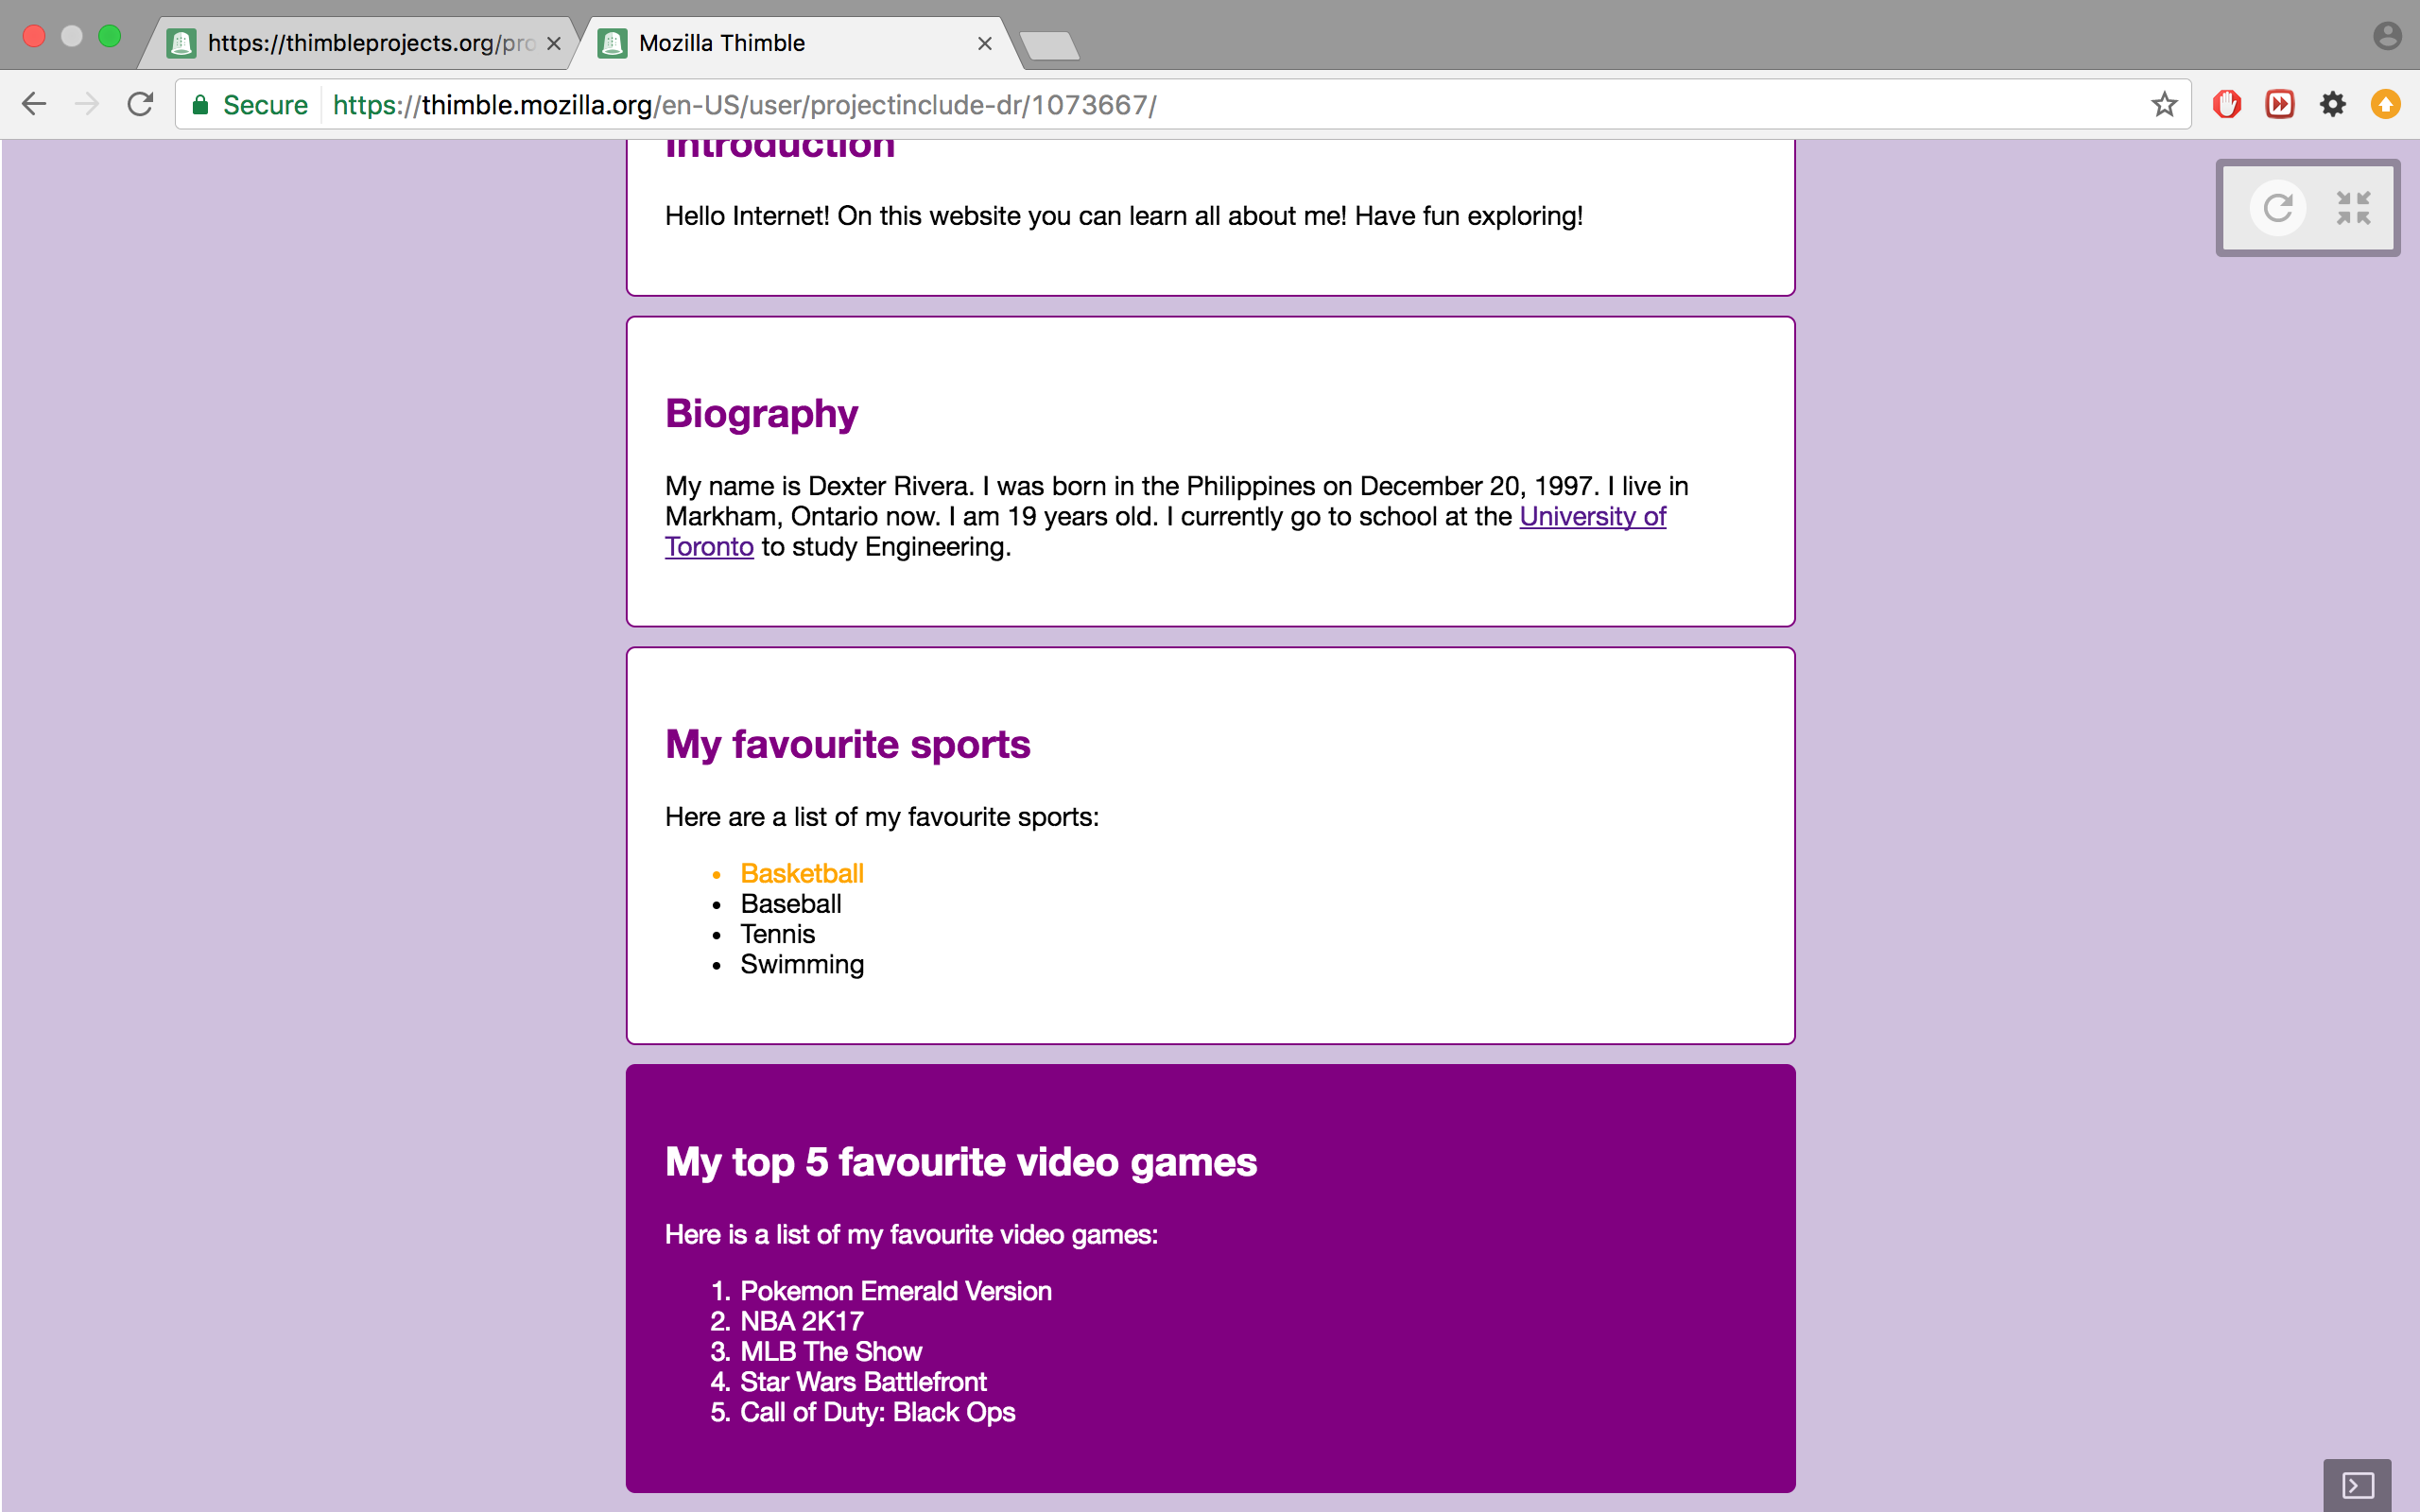 https://thimbleprojects.org/pro
Mozilla Thimble
Secure https://thimble.mozilla.org/en-US/user/projectinclude-dr/1073667/
Introduction
Hello Internet! On this website you can learn all about me! Have fun exploring!
Biography
My name is Dexter Rivera. I was born in the Philippines on December 20, 1997. I live in
Markham, Ontario now. I am 19 years old. I currently go to school at the University of
Toronto to study Engineering.
My favourite sports
Here are a list of my favourite sports:
• Basketball
• Baseball
• Tennis
• Swimming
My top 5 favourite video games
Here is a list of my favourite video games:
1. Pokemon Emerald Version
2. NBA 2K17
3. MLB The Show
4. Star Wars Battlefront
5. Call of Duty: Black Ops